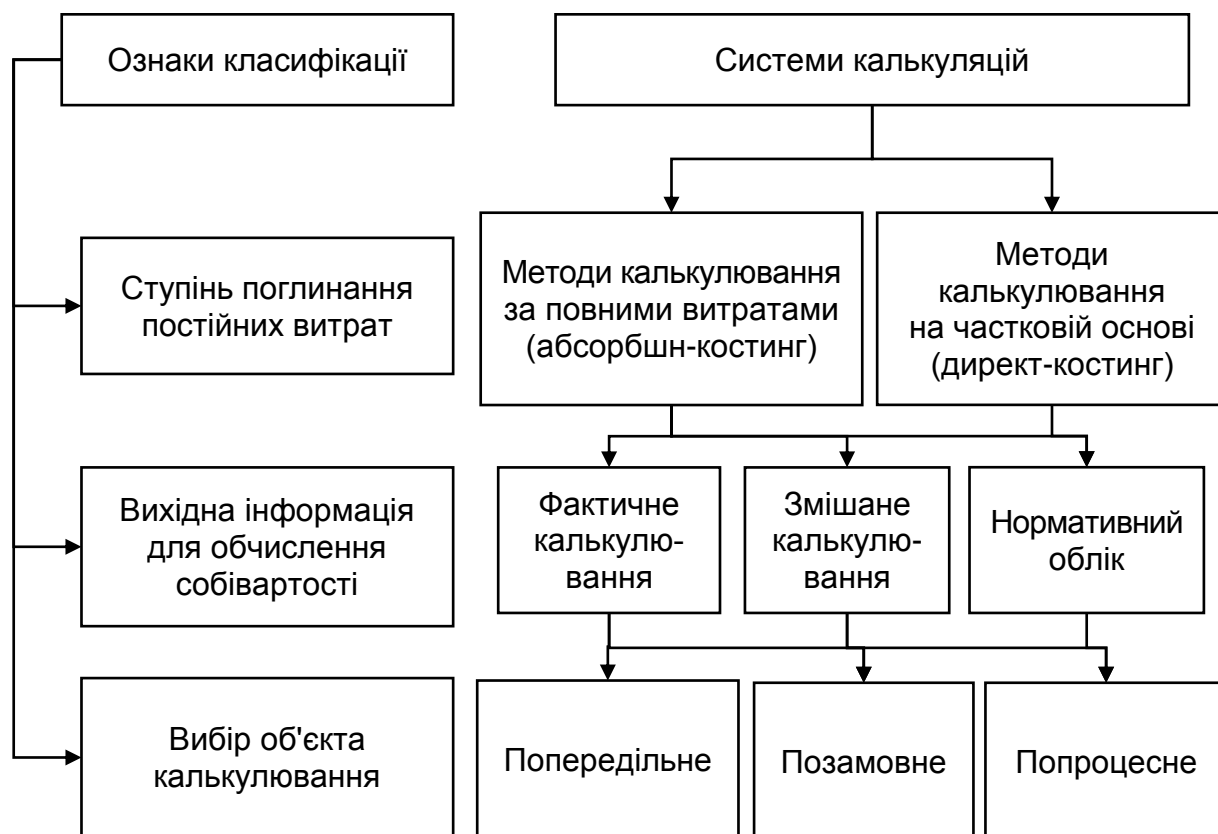 Ознаки класифікації
Системи калькуляцій
Ступінь поглинання
постійних витрат
Методи калькулювання
за повними витратами
(абсорбшн-костинг)
Методи
калькулювання
на частковій основі
(директ-костинг)
Вихідна інформація
для обчислення
собівартості
Фактичне
калькулю-
вання
Змішане
калькулю-
вання
Нормативний
облік
Вибір об'єкта
калькулювання
Попередільне
Позамовне
Попроцесне